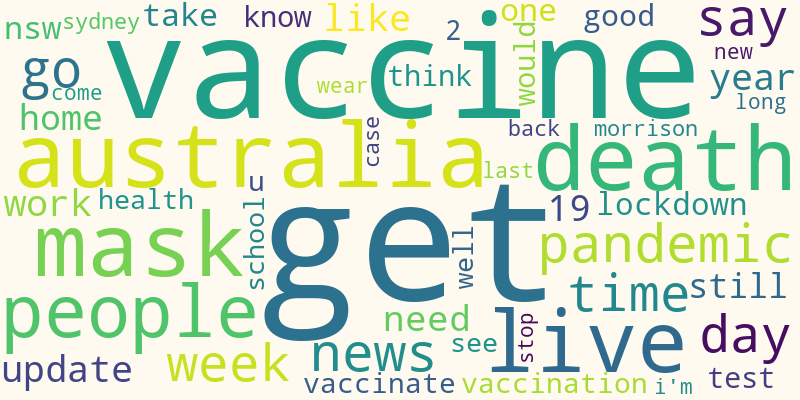 nsw sydney take know like one good say
2 would new
go vaccine think year
come wear long
home back morrison
australia case death
last
work health u 19 lockdown
mask school get well pandemic
people time still
need live day
news see stop
update week test
vaccinate vaccination i'm